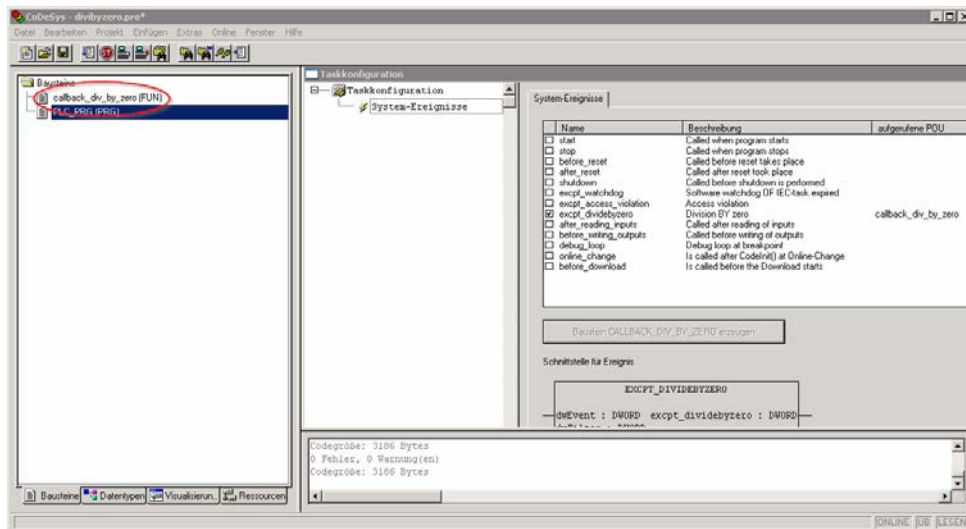 CoDeSys - divibyzero.pro*
Datei Bearbeiten Projekt Einfügen Extras Online Fenster Hilfe
Bausteine
callback_div_by_zero (FUN)
PLC_PRG (PRG)
Taskkonfiguration
Taskkonfiguration
System-Ereignisse
System-Ereignisse
Name Beschreibung aufgerufene POU
start Called when program starts
stop Called when program stops
before_reset Called before reset takes place
after_reset Called after reset took place
shutdown Called before shutdown is performed
excpt_watchdog Software watchdog OF IEC-task expired
excpt_access_violation Access violation
excpt_dividebyzero Division BY zero callback_div_by_zero
after_reading_inputs Called after reading of inputs
before_writing_outputs Called before writing of outputs
debug_loop Debug loop at breakpoint
online_change Is called after CodeInit() at Online-Change
before_download Is called before the Download starts
Baustein CALLBACK_DIV_BY_ZERO erzeugen
Schnittstelle für Ereignis
EXCPT_DIVIDEBYZERO
dwEvent : DWORD excpt_dividebyzero : DWORD
Codegröße: 3186 Bytes
0 Fehler, 0 Warnung(en)
Codegröße: 3186 Bytes
Bausteine Datentypen Visualisierun.. Ressourcen
ONLINE ÜB LESEN